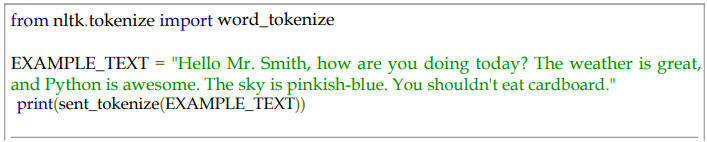 from nltk.tokenize import word_tokenize
EXAMPLE_TEXT = "Hello Mr. Smith, how are you doing today? The weather is great,
and Python is awesome. The sky is pinkish-blue. You shouldn't eat cardboard."
print(sent_tokenize(EXAMPLE_TEXT))